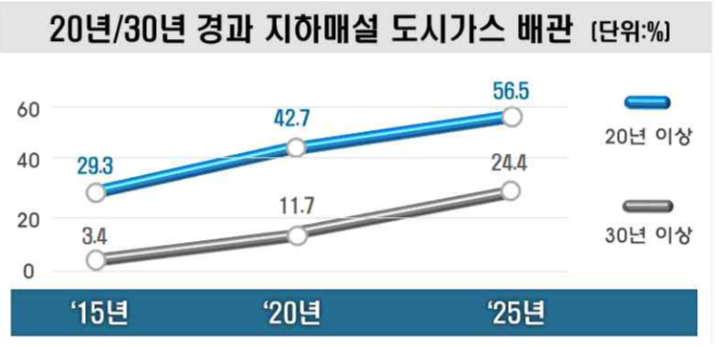 20년/30년 경과 지하매설 도시가스 배관 (단위:%)
60
40
20
0
29.3
42.7
56.5
3.4
11.7
24.4
20년 이상
30년 이상
‘15년
‘20년
‘25년